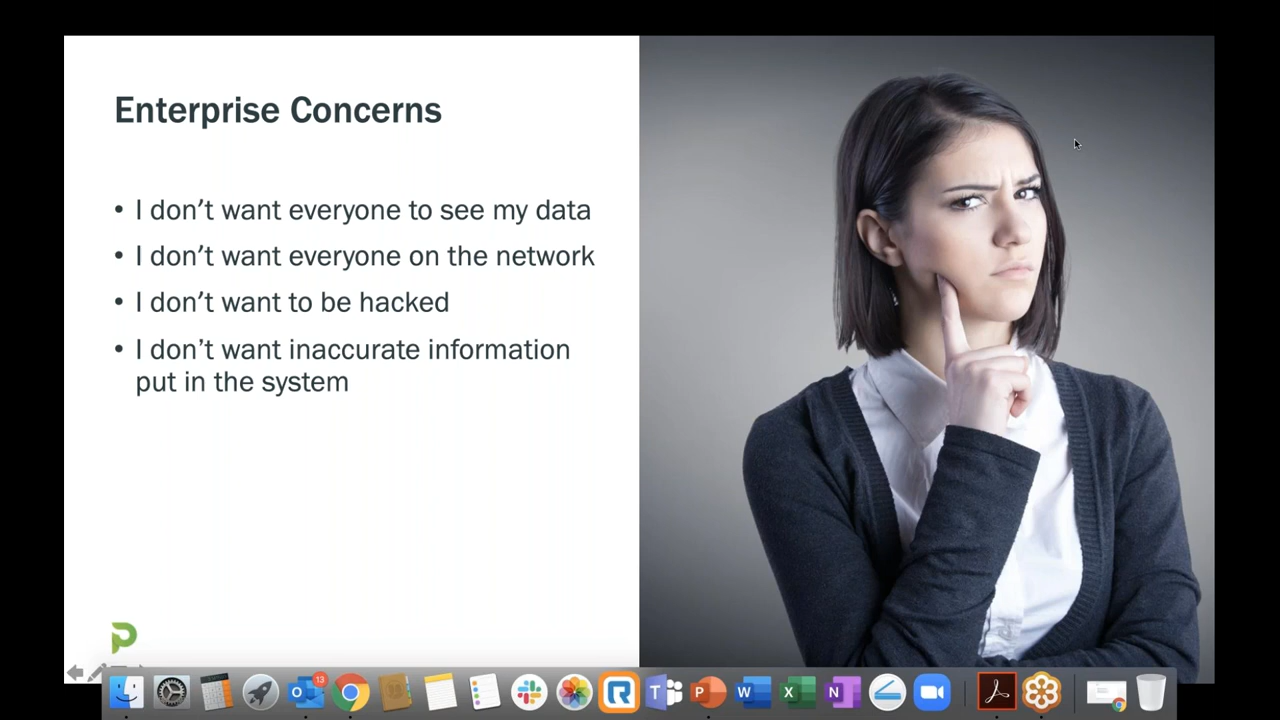 Enterprise Concerns
• I don't want everyone to see my data
• I don't want everyone on the network
• I don't want to be hacked
• I don't want inaccurate information
put in the system
13